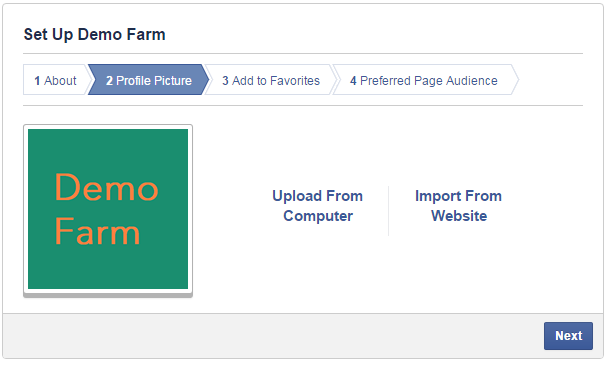 Set Up Demo Farm
1 About 2 Profile Picture 3 Add to Favorites 4 Preferred Page Audience
Demo
Farm
Upload From
Computer
Import From
Website
Next